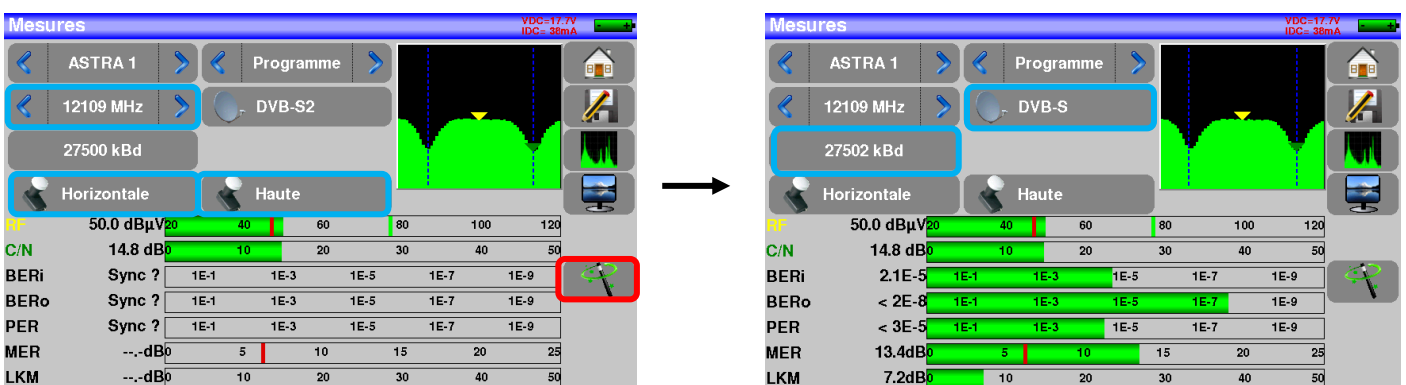 Mesures
VDC=17.7V
IDC= 38mA
- +
ASTRA 1 Programme
12109 MHz DVB-S2
27500 kBd
Horizontale Haute
RF 50.0 dBµV 20 40 60 80 100 120
C/N 14.8 dB 0 10 20 30 40 50
BERi Sync ? 1E-1 1E-3 1E-5 1E-7 1E-9
BERo Sync ? 1E-1 1E-3 1E-5 1E-7 1E-9
PER Sync ? 1E-1 1E-3 1E-5 1E-7 1E-9
MER --,-dB 0 5 10 15 20 25
LKM --,-dB 0 10 20 30 40 50
Mesures
VDC=17.7V
IDC= 38mA
- +
ASTRA 1 Programme
12109 MHz DVB-S
27502 kBd
Horizontale Haute
RF 50.0 dBµV 20 40 60 80 100 120
C/N 14.8 dB 0 10 20 30 40 50
BERi 2.1E-5 1E-1 1E-3 1E-5 1E-7 1E-9
BERo < 2E-8 1E-1 1E-3 1E-5 1E-7 1E-9
PER < 3E-5 1E-1 1E-3 1E-5 1E-7 1E-9
MER 13.4dB 0 5 10 15 20 25
LKM 7.2dB 0 10 20 30 40 50